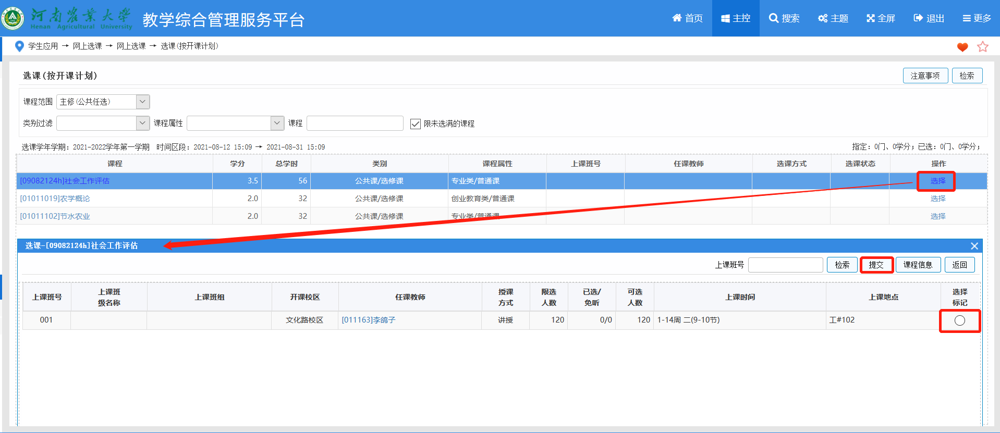 河南农业大学
Henan Agricultural University
教学综合管理服务平台
首页 主控 搜索 主题 全屏 退出 更多
学生应用 → 网上选课 → 网上选课 → 选课(按开课计划)
选课(按开课计划) 注意事项 检索
课程范围 主修(公共任选)
类别过滤 课程属性 课程 限未选满的课程
选课学年学期: 2021-2022学年第一学期 时间区段: 2021-08-12 15:09 → 2021-08-31 15:09 指定: 0门、0学分; 已选: 0门、0学分;
课程 学分 总学时 类别 课程属性 上课班号 任课教师 选课方式 选课状态 操作
[09082124h]社会工作评估 3.5 56 公共课/选修课 专业类/普通课 选择
[01011019]农学概论 2.0 32 公共课/选修课 创业教育类/普通课 选择
[01011102]节水农业 2.0 32 公共课/选修课 专业类/普通课 选择
选课-[09082124h]社会工作评估
上课班号 检索 提交 课程信息 返回
上课班号 上课班级名称 上课班组 开课校区 任课教师 授课方式 限选人数 已选/免听 可选人数 上课时间 上课地点 选择标记
001 文化路校区 [011163]李鸽子 讲授 120 0/0 120 1-14周 二(9-10节) 工#102